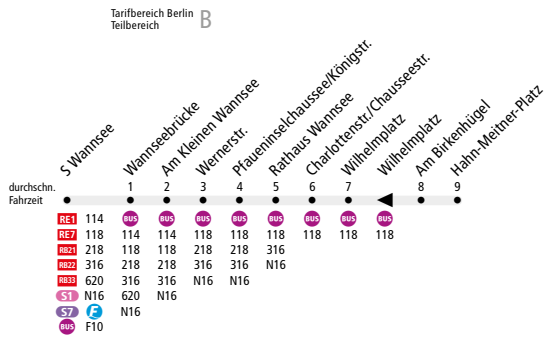 Tarifbereich Berlin
Teilbereich
B
S Wannsee
Wannseebrücke
Am Kleinen Wannsee
Wernerstr.
Pfaueninselchaussee/Königstr.
Rathaus Wannsee
Charlottenstr./Chausseestr.
Wilhelmplatz
Wilhelmplatz
Am Birkenhügel
Hahn-Meitner-Platz
durchschn. 1 2 3 4 5 6 7 8 9
Fahrzeit
RE1 114 BUS BUS BUS BUS BUS BUS BUS BUS
RE7 118 114 114 118 118 118 118 118 118
RB21 218 118 118 218 218 316
RB22 316 218 218 316 316 N16
RB33 620 316 316 N16 N16
S1 N16 620 N16
S7 F N16
BUS F10